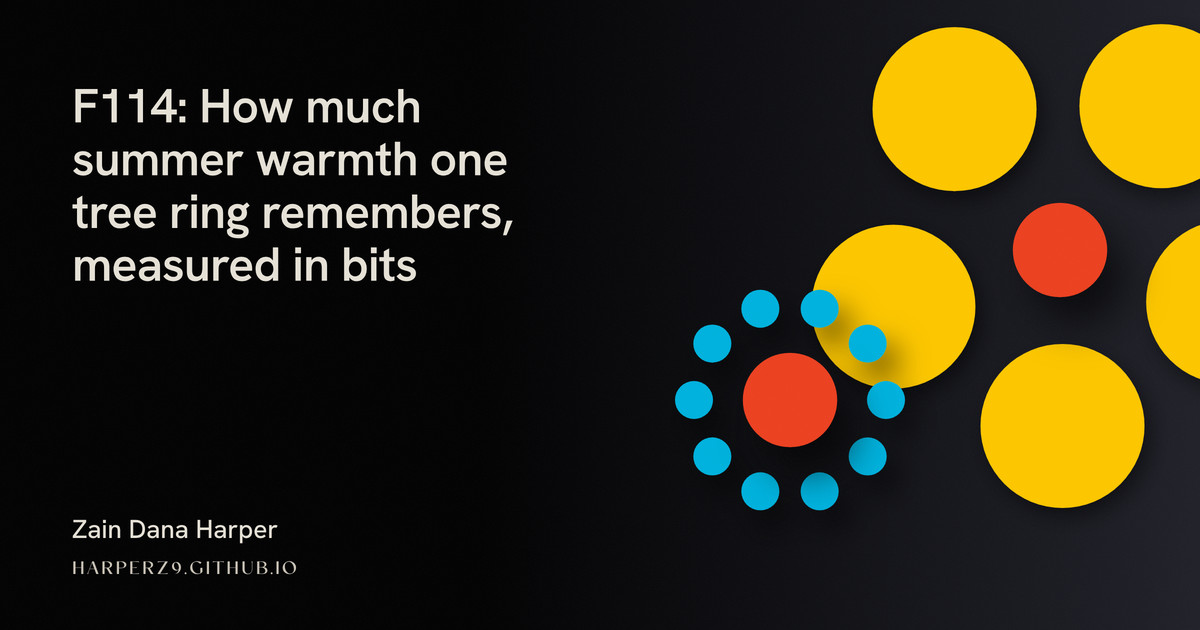 F114: How much
summer warmth one
tree ring remembers,
measured in bits
Zain Dana Harper
HARPERZ9.GITHUB.IO